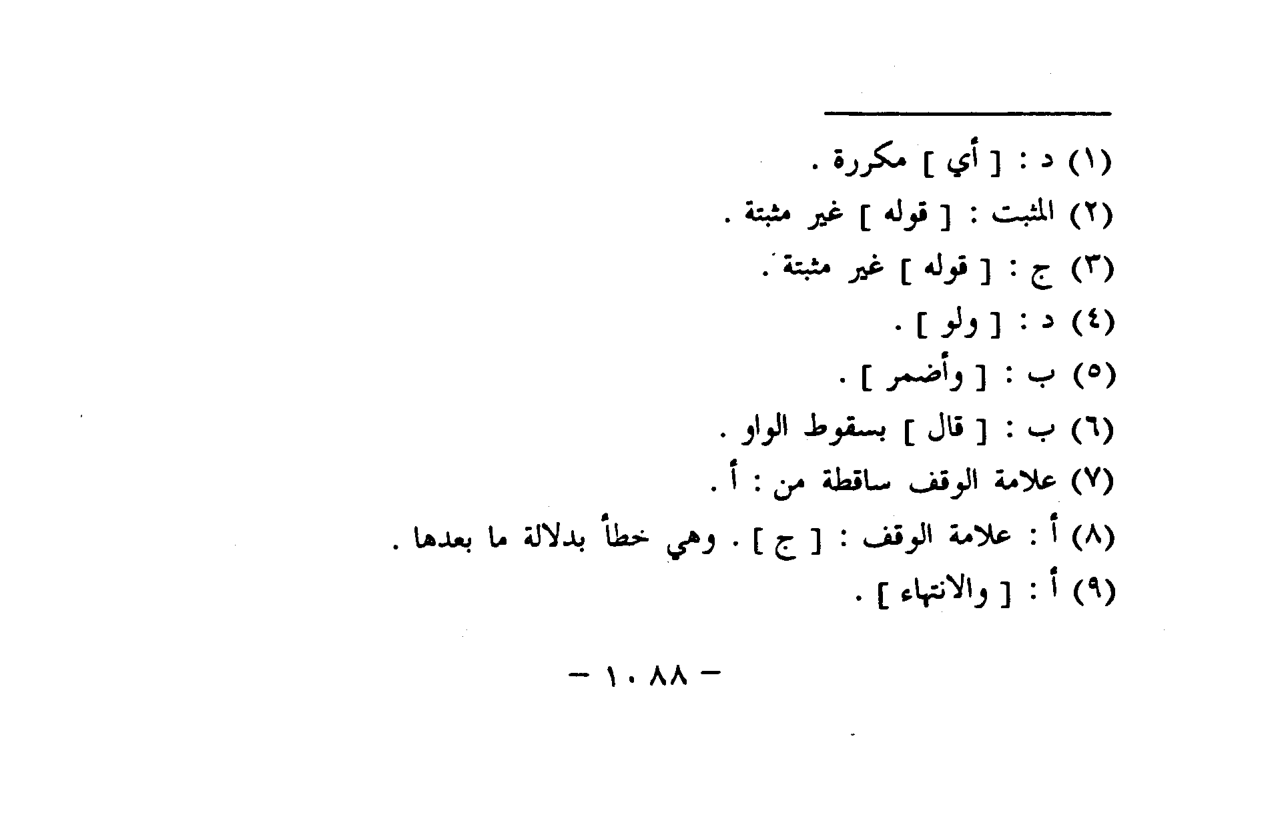 (١) د : [ أي ] مكررة .
(٢) المثبت : [ قوله ] غير مثبتة .
(٣) ج : [ قوله ] غير مثبتة .
(٤) د : [ ولو ] .
(٥) ب : [ وأضمر ] .
(٦) ب : [ قال ] بسقوط الواو .
(٧) علامة الوقف ساقطة من : أ .
(٨) أ : علامة الوقف : [ ج ] . وهي خطأ بدلالة ما بعدها .
(٩) أ : [ والانتهاء ] .
– ١٠٨٨ –